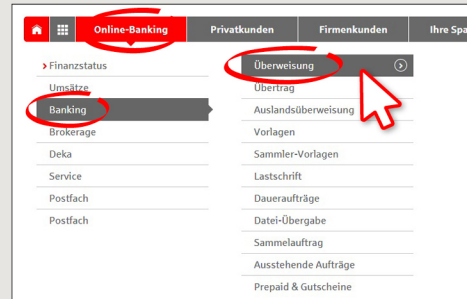 Online-Banking Privatkunden Firmenkunden Ihre Spa
Finanzstatus
Umsätze
Banking
Brokerage
Deka
Service
Postfach
Postfach
Überweisung
Übertrag
Auslandsüberweisung
Vorlagen
Sammler-Vorlagen
Lastschrift
Daueraufträge
Datei-Übergabe
Sammelauftrag
Ausstehende Aufträge
Prepaid & Gutscheine